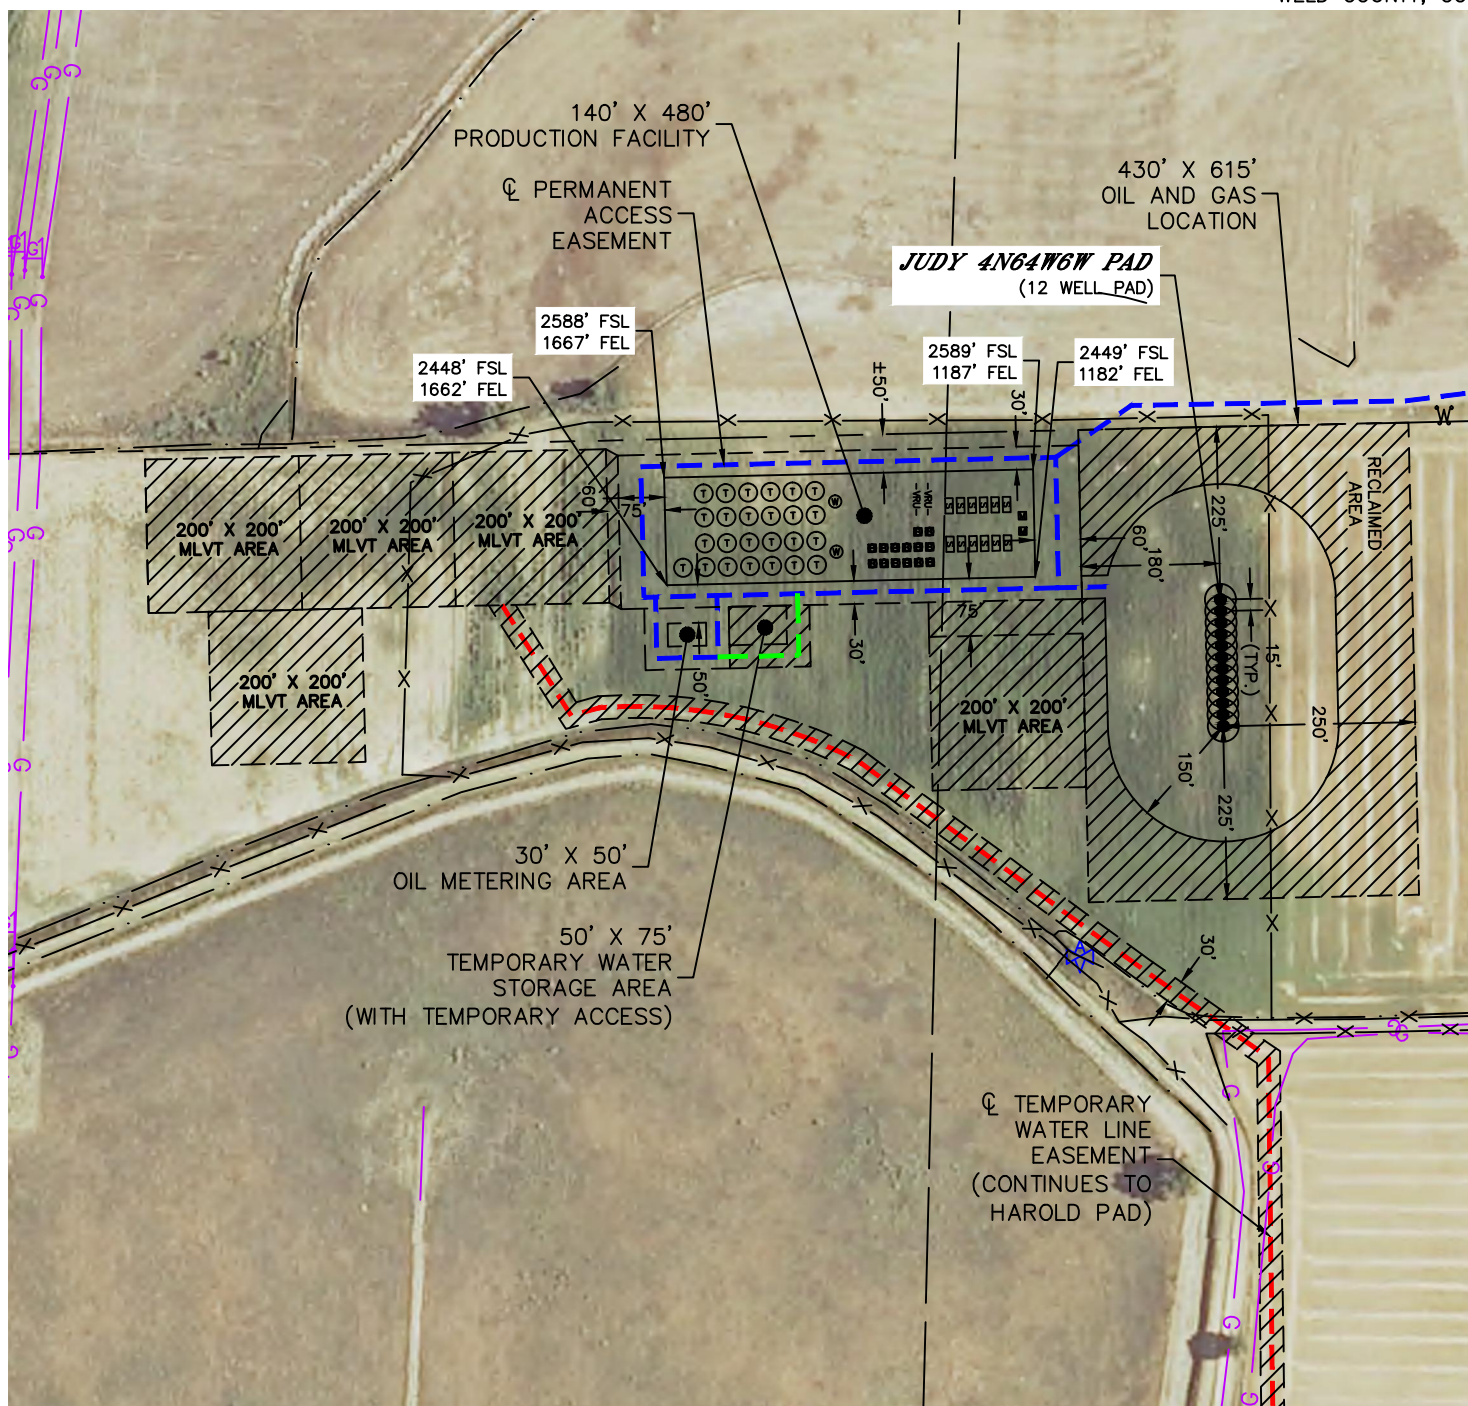 140' X 480'
PRODUCTION FACILITY
℄ PERMANENT
ACCESS
EASEMENT
430' X 615'
OIL AND GAS
LOCATION
JUDY 4N64W6W PAD
(12 WELL PAD)
2588' FSL
1667' FEL
2448' FSL
1662' FEL
2589' FSL
1187' FEL
2449' FSL
1182' FEL
±50'
30'
W
RECLAIMED
AREA
60'
75'
-VRU-
-VRU-
225'
60'
180'
200' X 200'
MLVT AREA
200' X 200'
MLVT AREA
200' X 200'
MLVT AREA
75'
30'
15'
(TYP.)
50'
200' X 200'
MLVT AREA
200' X 200'
MLVT AREA
250'
150'
225'
30' X 50'
OIL METERING AREA
50' X 75'
TEMPORARY WATER
STORAGE AREA
(WITH TEMPORARY ACCESS)
30'
A
℄ TEMPORARY
WATER LINE
EASEMENT
(CONTINUES TO
HAROLD PAD)